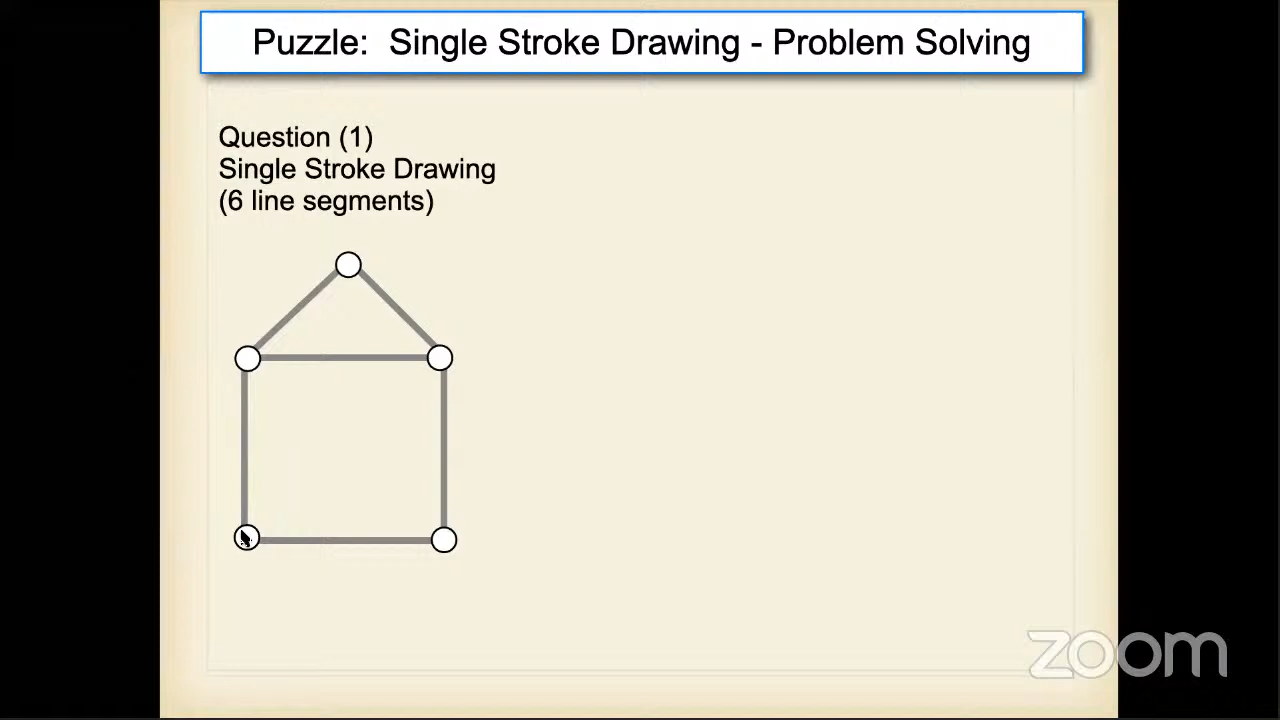 Puzzle:  Single Stroke Drawing - Problem Solving
Question (1)
Single Stroke Drawing
(6 line segments)
zoom